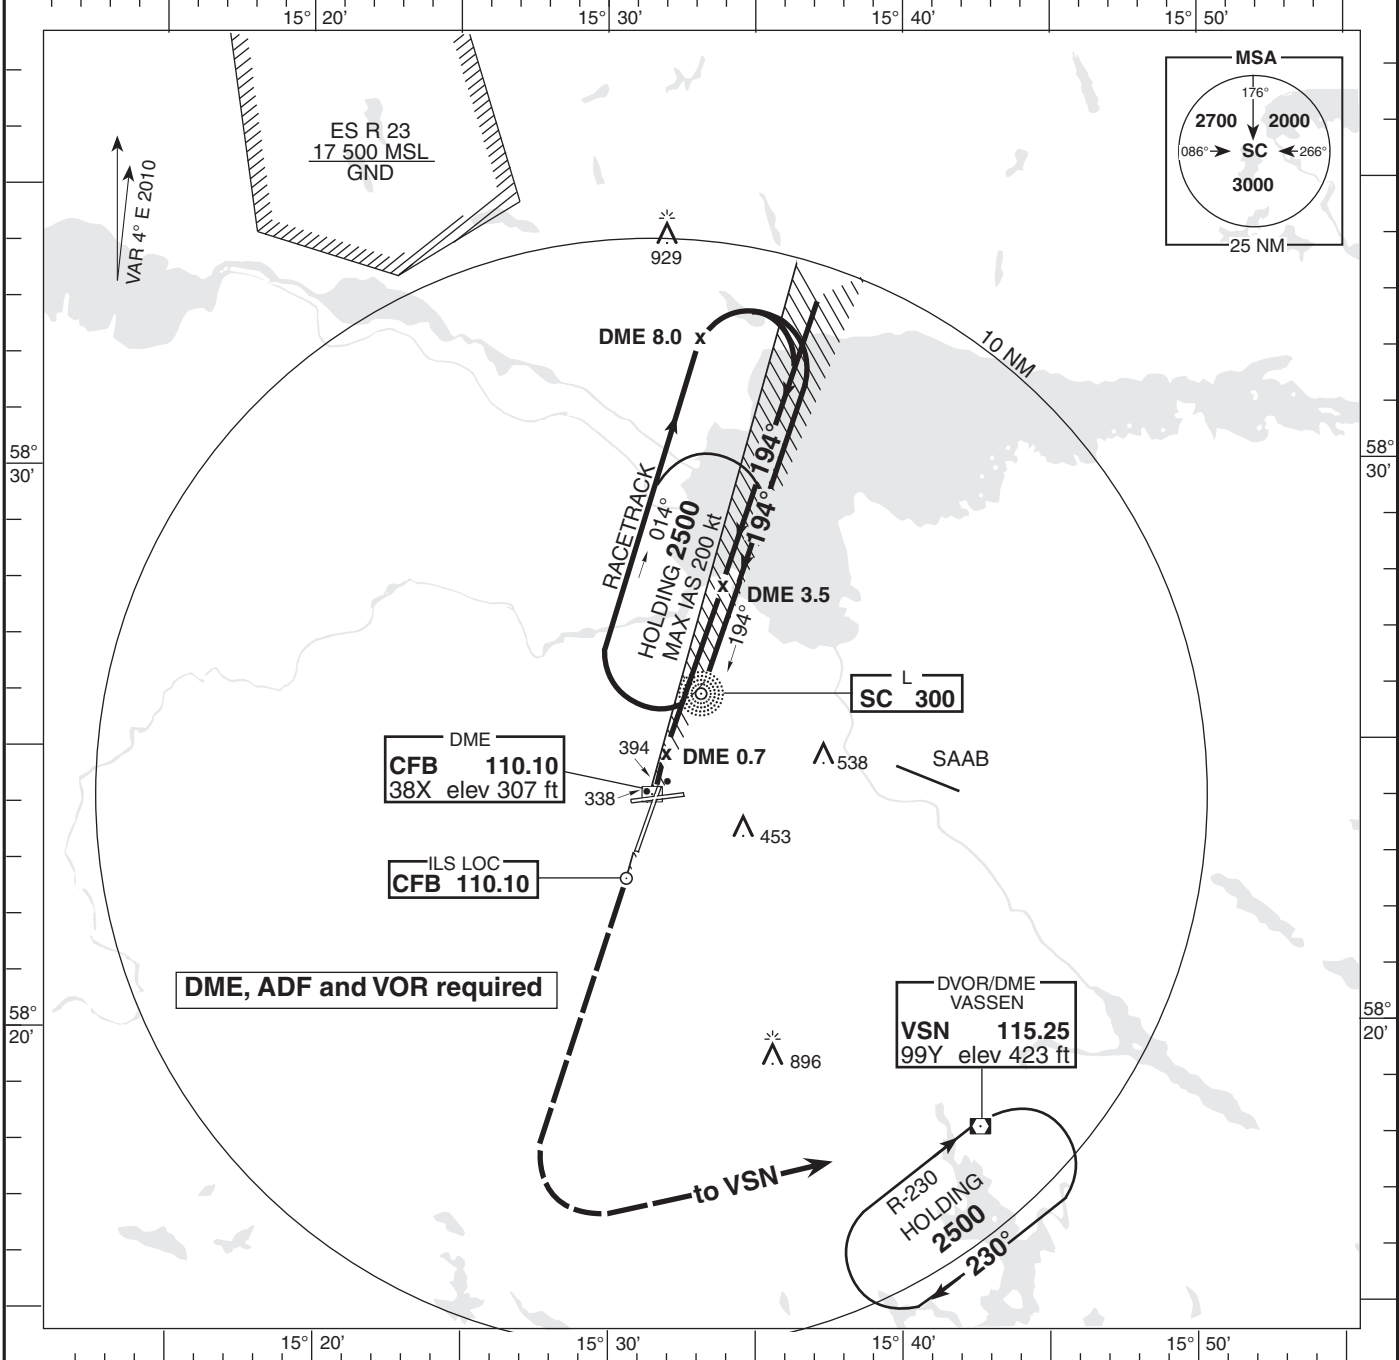 15° 20’
15° 30’
15° 40’
15° 50’
MSA
176°
2700
2000
086°
SC
266°
3000
25 NM
ES R 23
17 500 MSL
GND
VAR 4° E 2010
929
DME 8.0 x
10 NM
58°
30’
58°
30’
194°
194°
RACETRACK
014°
HOLDING 2500
MAX IAS 200 kt
x
DME 3.5
194°
L
SC 300
DME
CFB 110.10
38X elev 307 ft
394
x DME 0.7
338
538
SAAB
453
ILS LOC
CFB 110.10
DME, ADF and VOR required
DVOR/DME
VASSEN
VSN 115.25
99Y elev 423 ft
58°
20’
58°
20’
896
to VSN
R-230
HOLDING
2500
230°
15° 20’
15° 30’
15° 40’
15° 50’